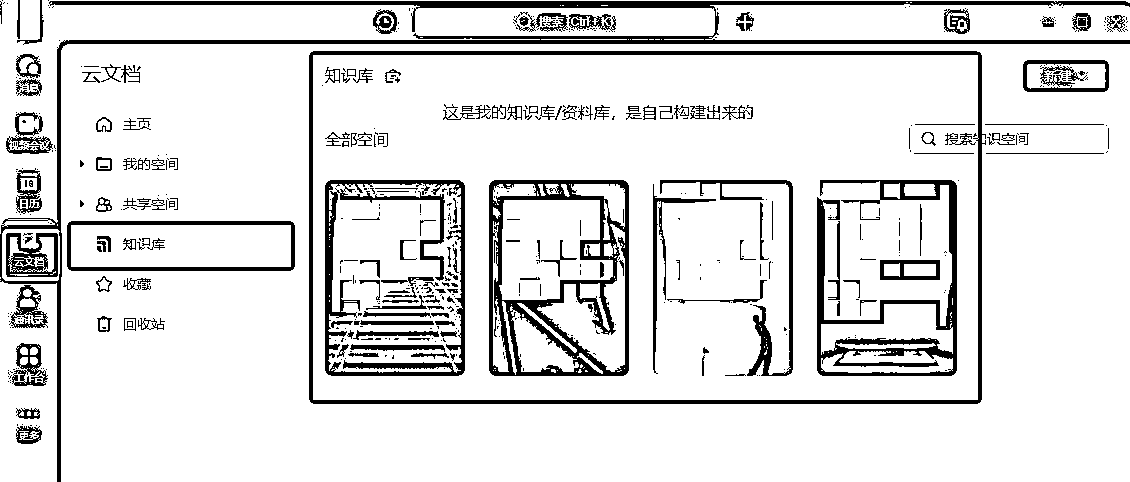 搜索 (Ctrl+K)
消息
视频会议
日历
云文档
通讯录
工作台
更多
云文档
主页
我的空间
共享空间
知识库
收藏
回收站
知识库
新建
这是我的知识库/资料库，是自己构建出来的
全部空间
搜索知识空间